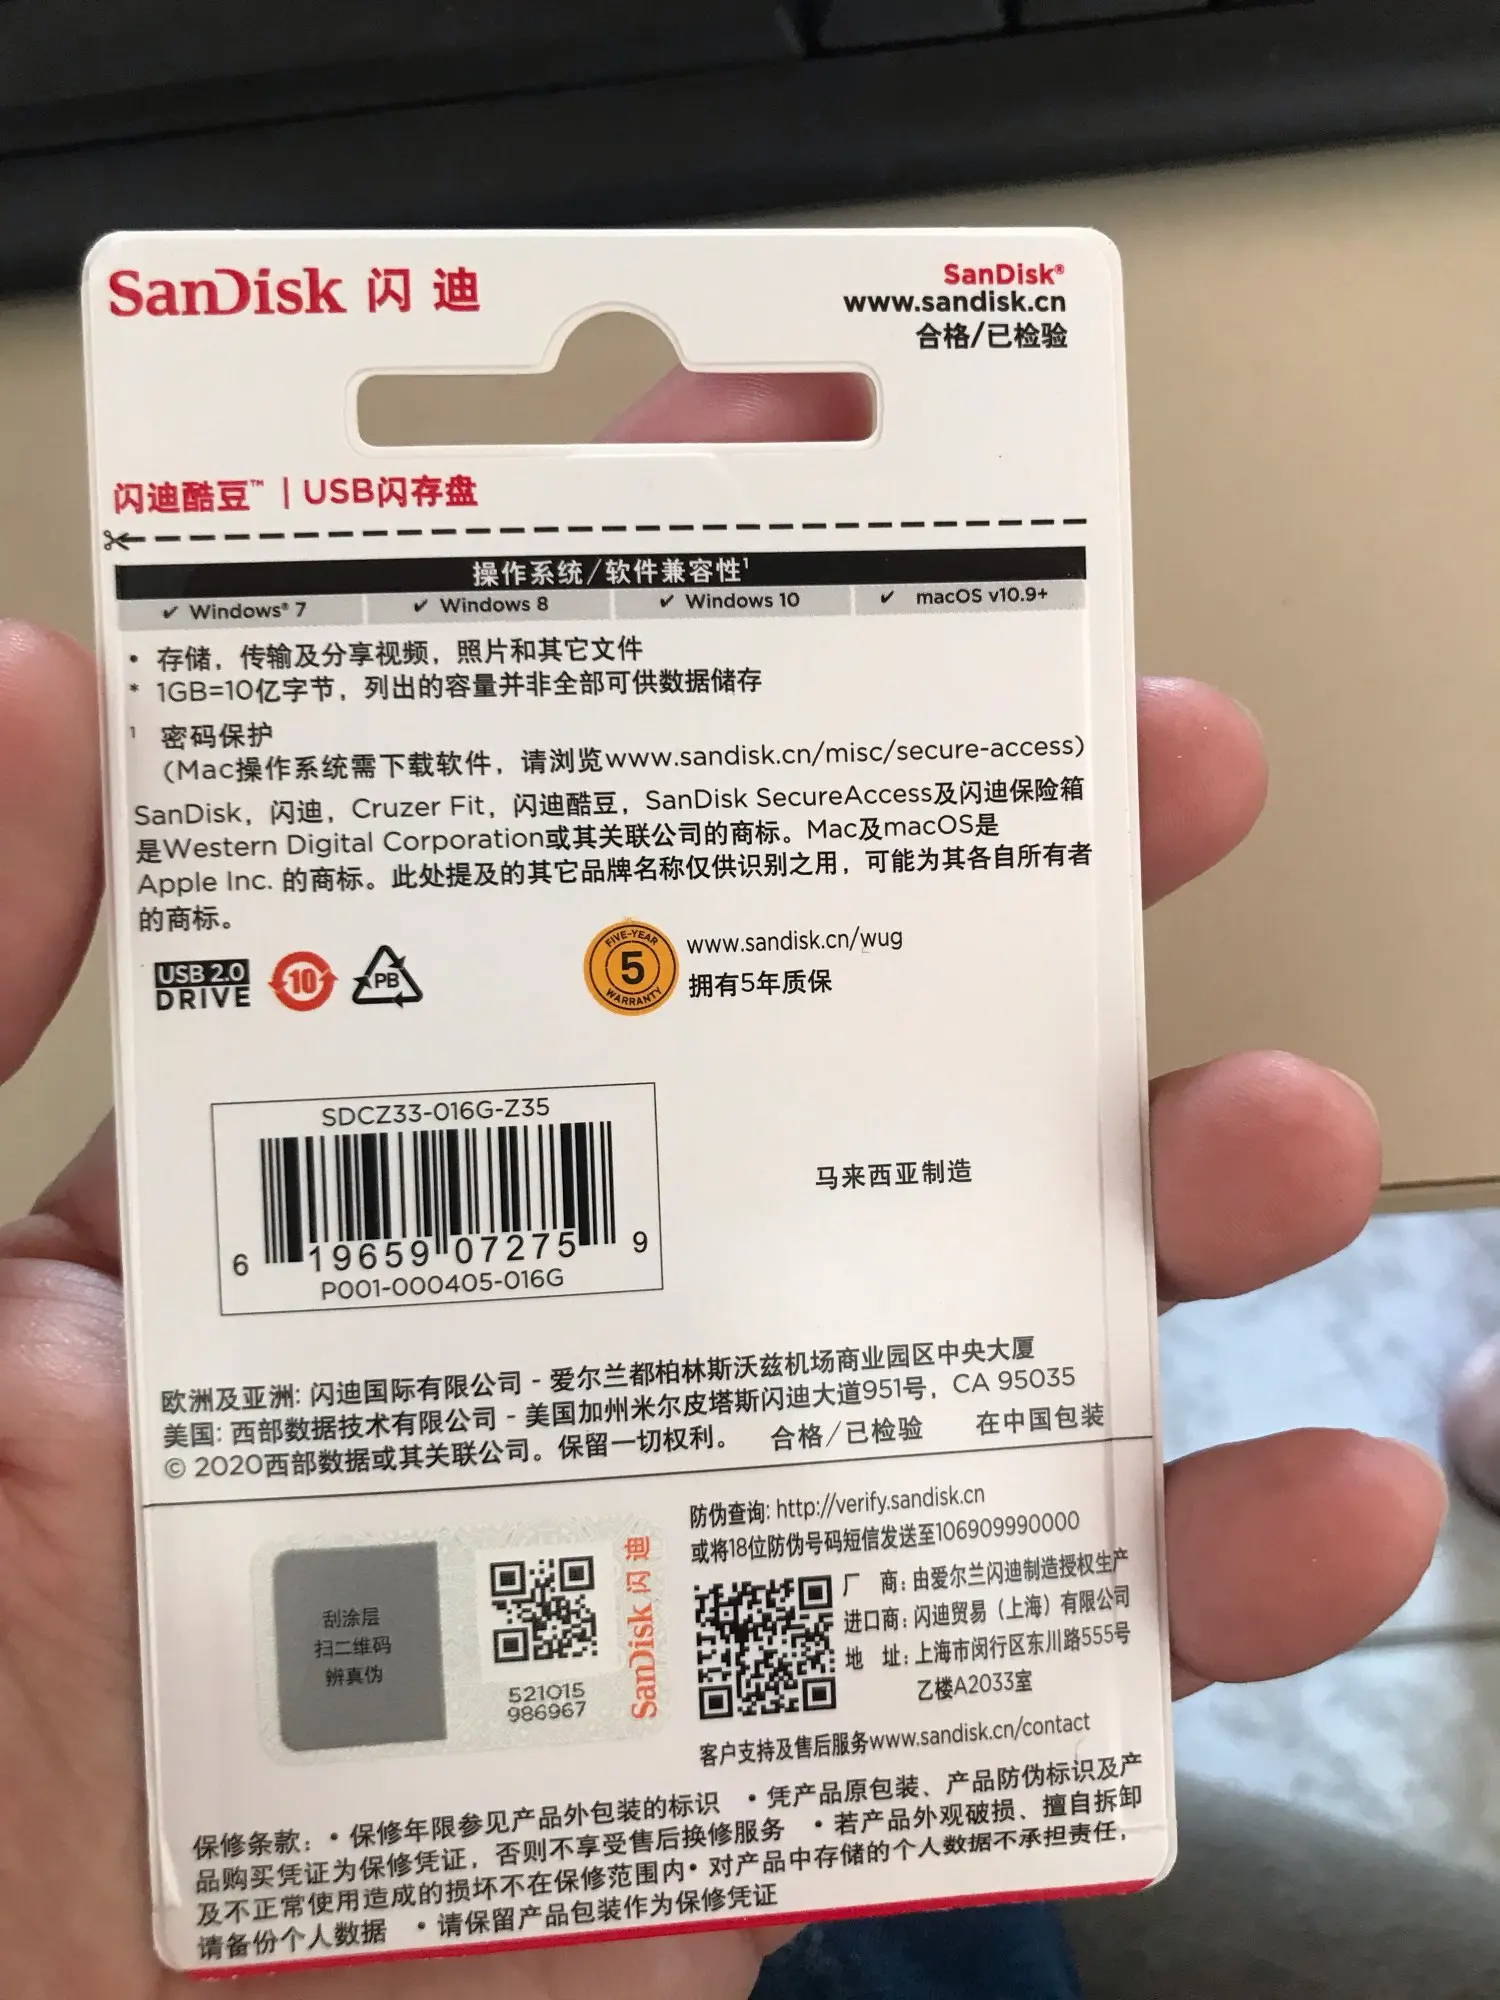 SanDisk 闪迪
SanDisk®
www.sandisk.cn
合格/已检验
闪迪酷豆™ | USB闪存盘
操作系统/软件兼容性¹
✔ Windows® 7 ✔ Windows 8 ✔ Windows 10 ✔ macOS v10.9+
• 存储，传输及分享视频，照片和其它文件
* 1GB=10亿字节，列出的容量并非全部可供数据储存
¹ 密码保护
(Mac操作系统需下载软件，请浏览www.sandisk.cn/misc/secure-access)
SanDisk，闪迪，Cruzer Fit，闪迪酷豆，SanDisk SecureAccess及闪迪保险箱
是Western Digital Corporation或其关联公司的商标。Mac及macOS是
Apple Inc. 的商标。此处提及的其它品牌名称仅供识别之用，可能为其各自所有者
的商标。
USB 2.0
DRIVE
10
PB
FIVE-YEAR
5
WARRANTY
www.sandisk.cn/wug
拥有5年质保
SDCZ33-016G-Z35
6 19659 07275 9
P001-000405-016G
马来西亚制造
欧洲及亚洲: 闪迪国际有限公司 - 爱尔兰都柏林斯沃兹机场商业园区中央大厦
美国: 西部数据技术有限公司 - 美国加州米尔皮塔斯闪迪大道951号，CA 95035
© 2020西部数据或其关联公司。保留一切权利。 合格/已检验 在中国包装
刮涂层
扫二维码
辨真伪
521015
986967
SanDisk 闪迪
防伪查询: http://verify.sandisk.cn
或将18位防伪号码短信发送至106909990000
厂 商: 由爱尔兰闪迪制造授权生产
进口商: 闪迪贸易（上海）有限公司
地 址: 上海市闵行区东川路555号
乙楼A2033室
客户支持及售后服务www.sandisk.cn/contact
保修条款: • 保修年限参见产品外包装的标识 • 凭产品原包装、产品防伪标识及产
品购买凭证为保修凭证，否则不享受售后换修服务 • 若产品外观破损、擅自拆卸
及不正常使用造成的损坏不在保修范围内• 对产品中存储的个人数据不承担责任，
请备份个人数据 • 请保留产品包装作为保修凭证